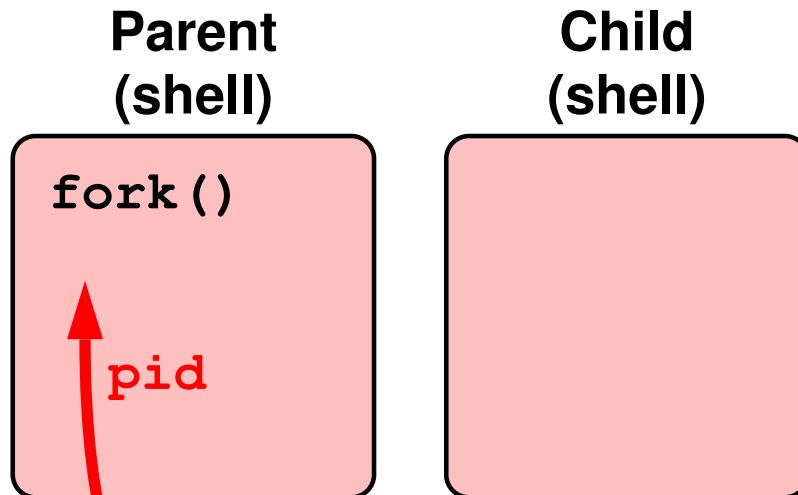 Parent
(shell)
Child
(shell)
fork()
pid